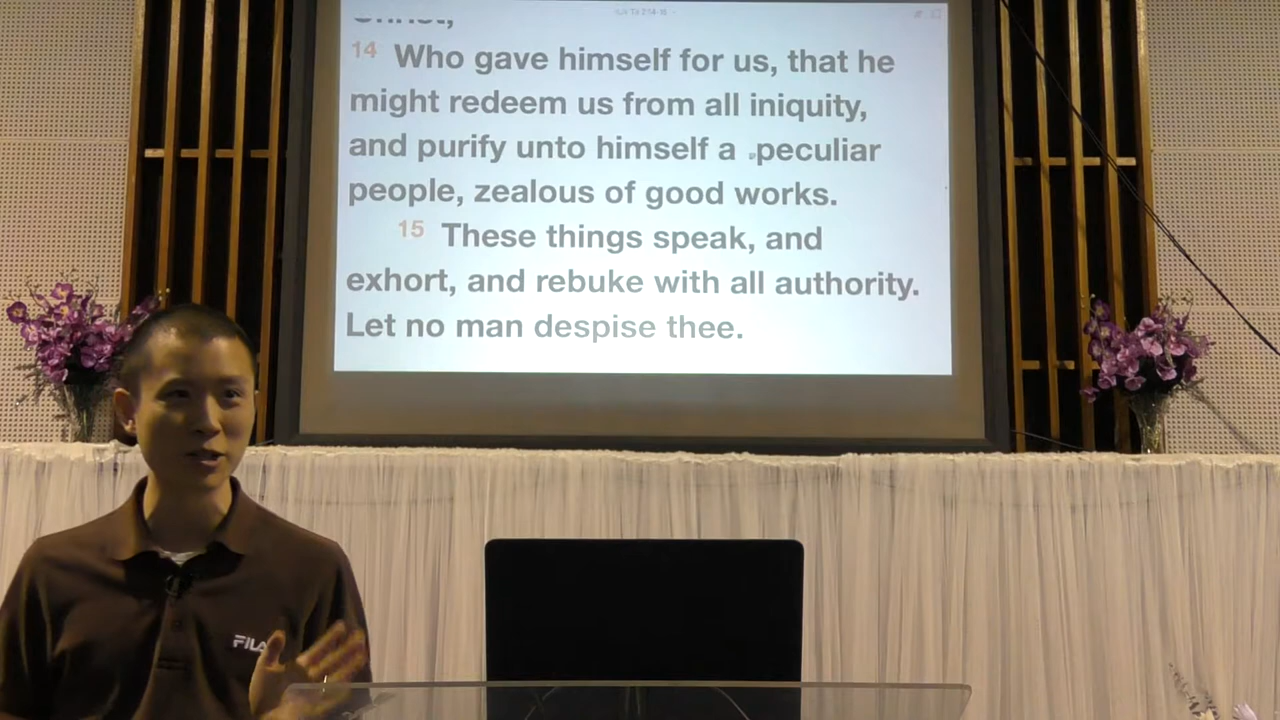 Christ,
14 Who gave himself for us, that he
might redeem us from all iniquity,
and purify unto himself a peculiar
people, zealous of good works.
15 These things speak, and
exhort, and rebuke with all authority.
Let no man despise thee.
FILA